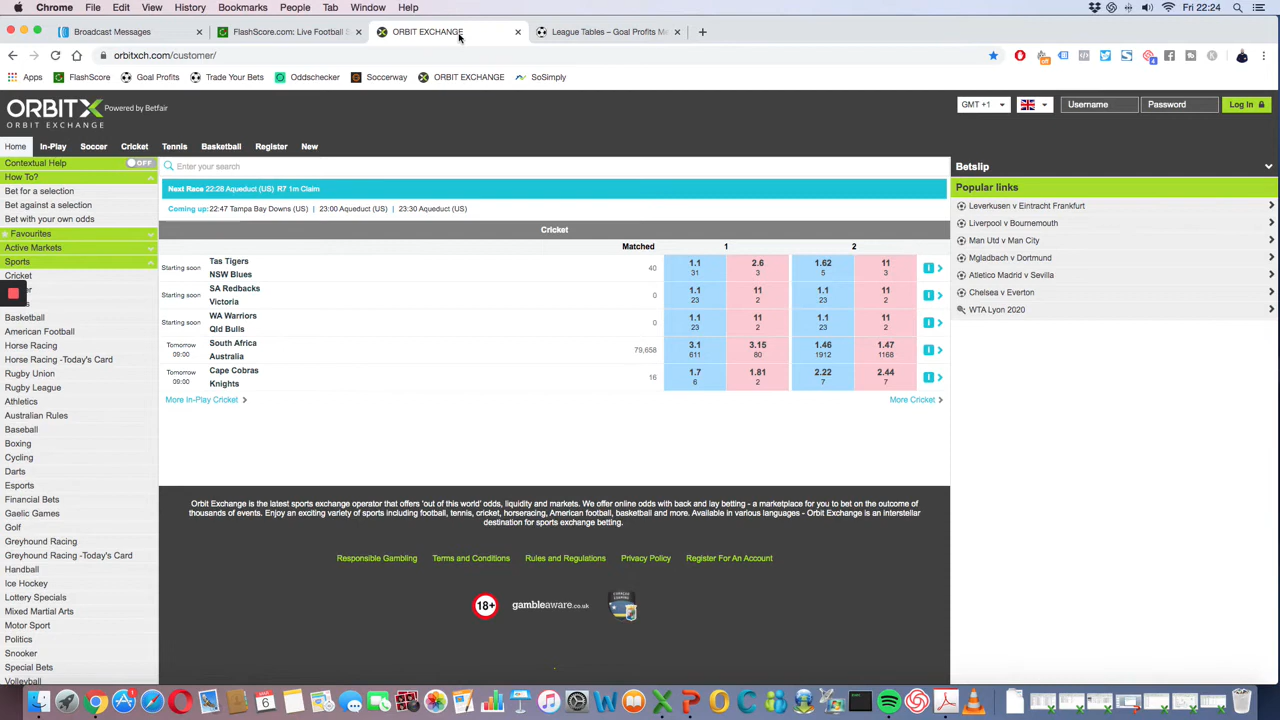 Chrome File Edit View History Bookmarks People Tab Window Help Fri 22:24
Broadcast Messages FlashScore.com: Live Football S ORBIT EXCHANGE League Tables – Goal Profits M
orbitxch.com/customer/
Apps FlashScore Goal Profits Trade Your Bets Oddschecker Soccerway ORBIT EXCHANGE SoSimply
ORBITX Powered by Betfair GMT +1 Username Password Log In
ORBIT EXCHANGE
Home In-Play Soccer Cricket Tennis Basketball Register New
Contextual Help OFF
How To?
Bet for a selection
Bet against a selection
Bet with your own odds
Favourites
Active Markets
Sports
Cricket
Basketball
American Football
Horse Racing
Horse Racing -Today's Card
Rugby Union
Rugby League
Athletics
Australian Rules
Baseball
Boxing
Cycling
Darts
Esports
Financial Bets
Gaelic Games
Golf
Greyhound Racing
Greyhound Racing -Today's Card
Handball
Ice Hockey
Lottery Specials
Mixed Martial Arts
Motor Sport
Politics
Snooker
Special Bets
Volleyball
Enter your search
Next Race 22:28 Aqueduct (US) R7 1m Claim
Coming up: 22:47 Tampa Bay Downs (US) | 23:00 Aqueduct (US) | 23:30 Aqueduct (US)
Cricket
Matched 1 2
Starting soon Tas Tigers NSW Blues 40 1.1 31 2.6 3 1.62 5 11 3
Starting soon SA Redbacks Victoria 0 1.1 23 11 2 1.1 23 11 2
Starting soon WA Warriors Qld Bulls 0 1.1 23 11 2 1.1 23 11 2
Tomorrow 09:00 South Africa Australia 79,658 3.1 611 3.15 80 1.46 1912 1.47 1168
Tomorrow 09:00 Cape Cobras Knights 16 1.7 6 1.81 2 2.22 7 2.44 7
More In-Play Cricket More Cricket
Orbit Exchange is the latest sports exchange operator that offers 'out of this world' odds, liquidity and markets. We offer online odds with back and lay betting - a marketplace for you to bet on the outcome of
thousands of events. Enjoy an exciting variety of sports including football, tennis, cricket, horseracing, American football, basketball and more. Available in various languages - Orbit Exchange is an interstellar
destination for sports exchange betting.
Responsible Gambling Terms and Conditions Rules and Regulations Privacy Policy Register For An Account
18+ gambleaware.co.uk
Betslip
Popular links
Leverkusen v Eintracht Frankfurt
Liverpool v Bournemouth
Man Utd v Man City
Mgladbach v Dortmund
Atletico Madrid v Sevilla
Chelsea v Everton
WTA Lyon 2020